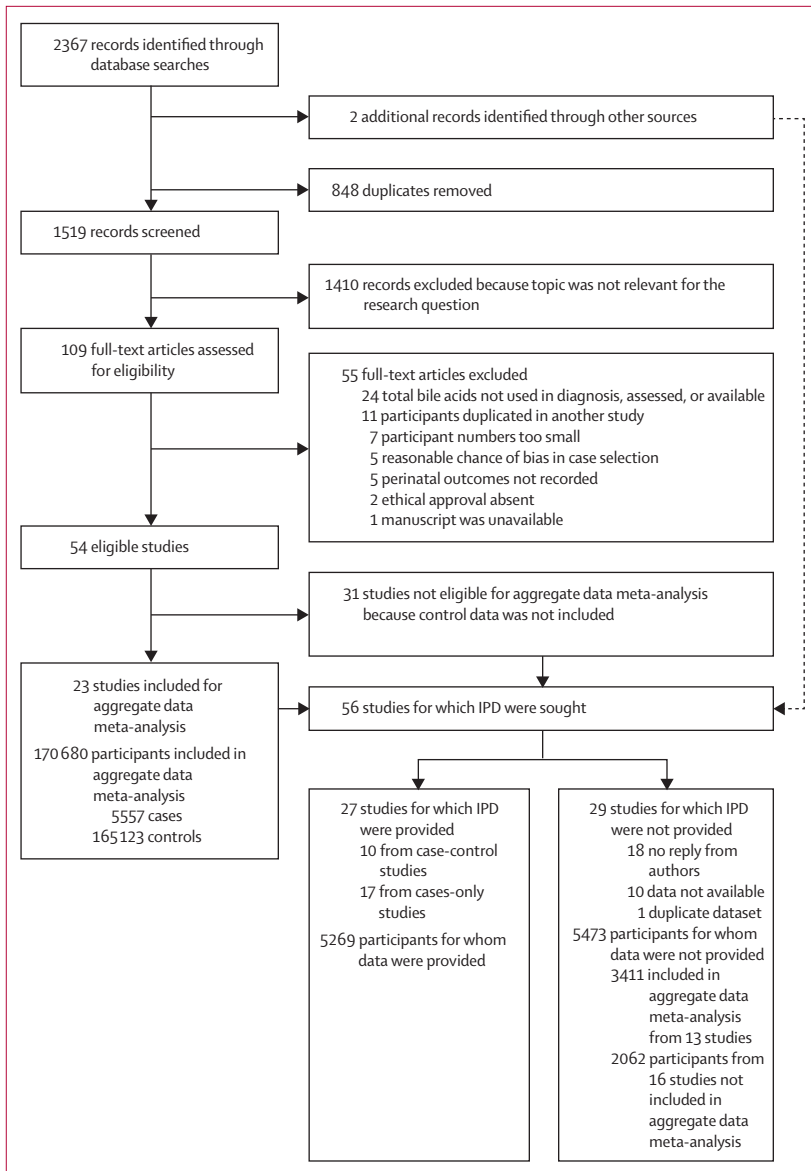 2367 records identified through
database searches
2 additional records identified through other sources
848 duplicates removed
1519 records screened
1410 records excluded because topic was not relevant for the
research question
109 full-text articles assessed
for eligibility
55 full-text articles excluded
24 total bile acids not used in diagnosis, assessed, or available
11 participants duplicated in another study
7 participant numbers too small
5 reasonable chance of bias in case selection
5 perinatal outcomes not recorded
2 ethical approval absent
1 manuscript was unavailable
54 eligible studies
31 studies not eligible for aggregate data meta-analysis
because control data was not included
23 studies included for
aggregate data
meta-analysis
170 680 participants included in
aggregate data
meta-analysis
5557 cases
165 123 controls
56 studies for which IPD were sought
27 studies for which IPD
were provided
10 from case-control
studies
17 from cases-only
studies
5269 participants for whom
data were provided
29 studies for which IPD
were not provided
18 no reply from
authors
10 data not available
1 duplicate dataset
5473 participants for whom
data were not provided
3411 included in
aggregate data
meta-analysis
from 13 studies
2062 participants from
16 studies not
included in
aggregate data
meta-analysis